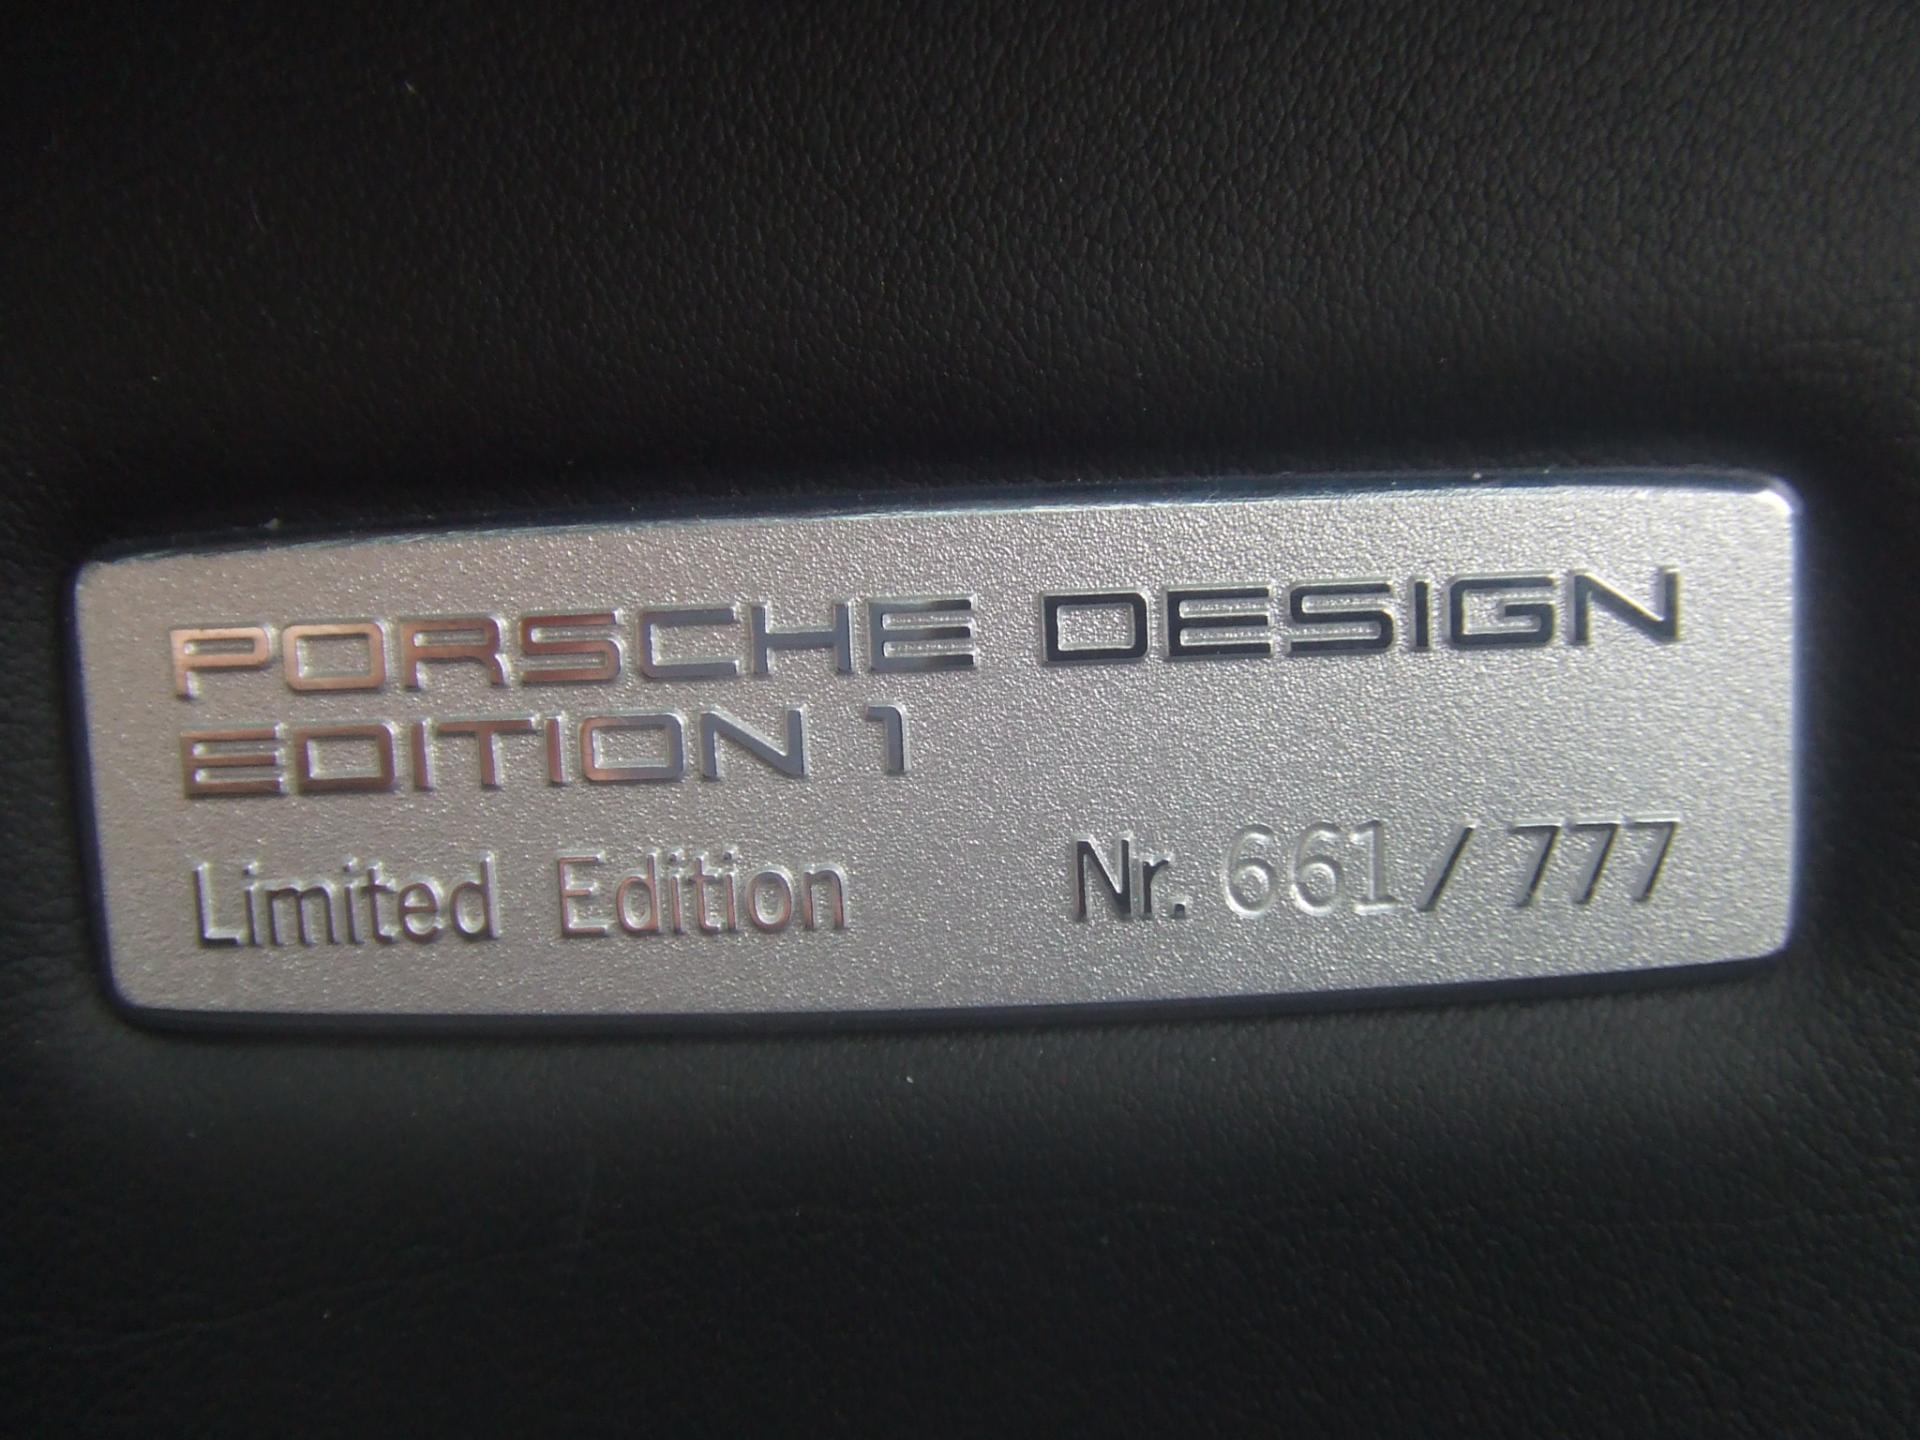 PORSCHE DESIGN
EDITION 1
Limited Edition Nr. 661/777